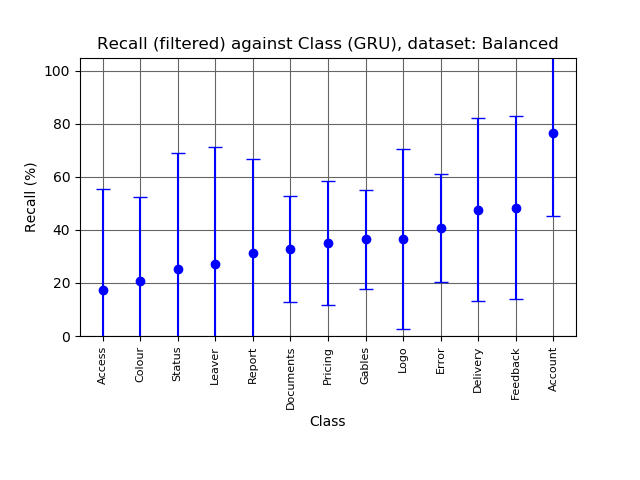 Recall (filtered) against Class (GRU), dataset: Balanced
100
80
60
40
20
0
Recall (%)
Access
Colour
Status
Leaver
Report
Documents
Pricing
Gables
Logo
Error
Delivery
Feedback
Account
Class